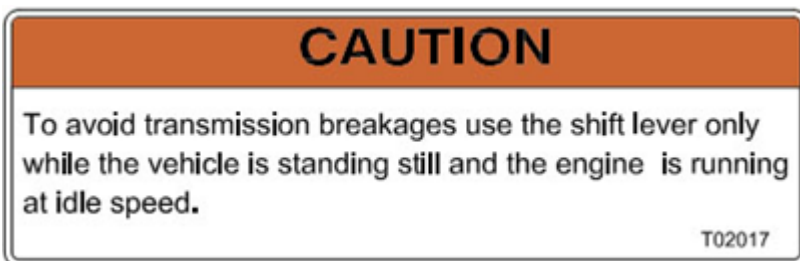 CAUTION
To avoid transmission breakages use the shift lever only
while the vehicle is standing still and the engine is running
at idle speed.
T02017